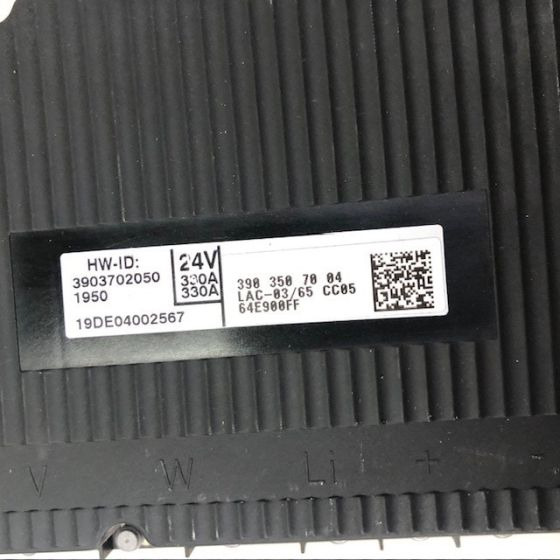 HW-ID:
3903702050
1950
19DE04002567
24V
330A
330A
390 350 70 04
LAC-03/65 CC05
64E900FF
V W Li + -